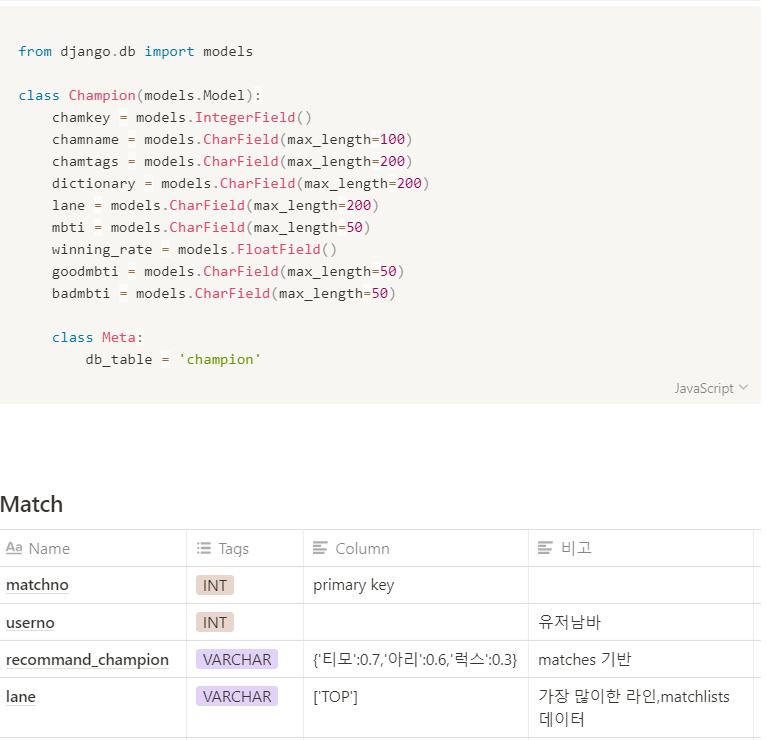 from django.db import models
class Champion(models.Model):
chamkey = models.IntegerField()
chamname = models.CharField(max_length=100)
chamtags = models.CharField(max_length=200)
dictionary = models.CharField(max_length=200)
lane = models.CharField(max_length=200)
mbti = models.CharField(max_length=50)
winning_rate = models.FloatField()
goodmbti = models.CharField(max_length=50)
badmbti = models.CharField(max_length=50)
class Meta:
db_table = 'champion'
JavaScript
Match
Aa Name Tags Column 비고
matchno INT primary key
userno INT 유저남바
recommand_champion VARCHAR {'티모':0.7,'아리':0.6,'럭스':0.3} matches 기반
lane VARCHAR ['TOP'] 가장 많이한 라인,matchlists
데이터